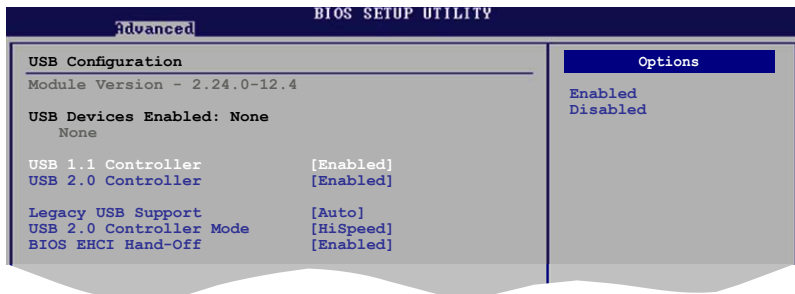 BIOS SETUP UTILITY
Advanced
USB Configuration
Module Version - 2.24.0-12.4
USB Devices Enabled: None
None
USB 1.1 Controller [Enabled]
USB 2.0 Controller [Enabled]
Legacy USB Support [Auto]
USB 2.0 Controller Mode [HiSpeed]
BIOS EHCI Hand-Off [Enabled]
Options
Enabled
Disabled